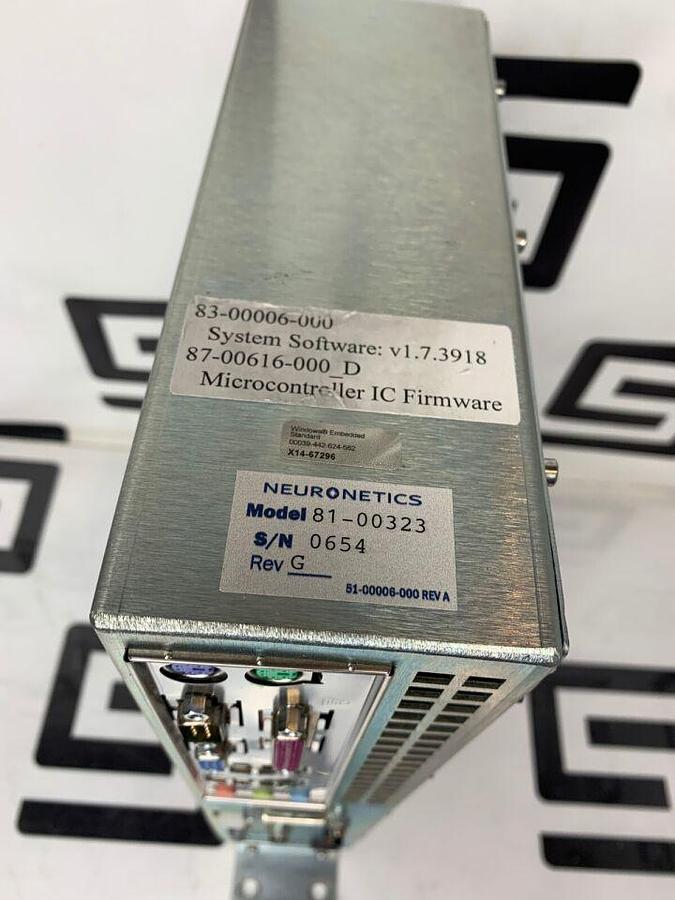 83-00006-000
System Software: v1.7.3918
87-00616-000_D
Microcontroller IC Firmware
Windows® Embedded
Standard
00039-442-624-562
X14-67296
NEURONETICS
Model 81-00323
S/N 0654
Rev G
51-00006-000 REV A